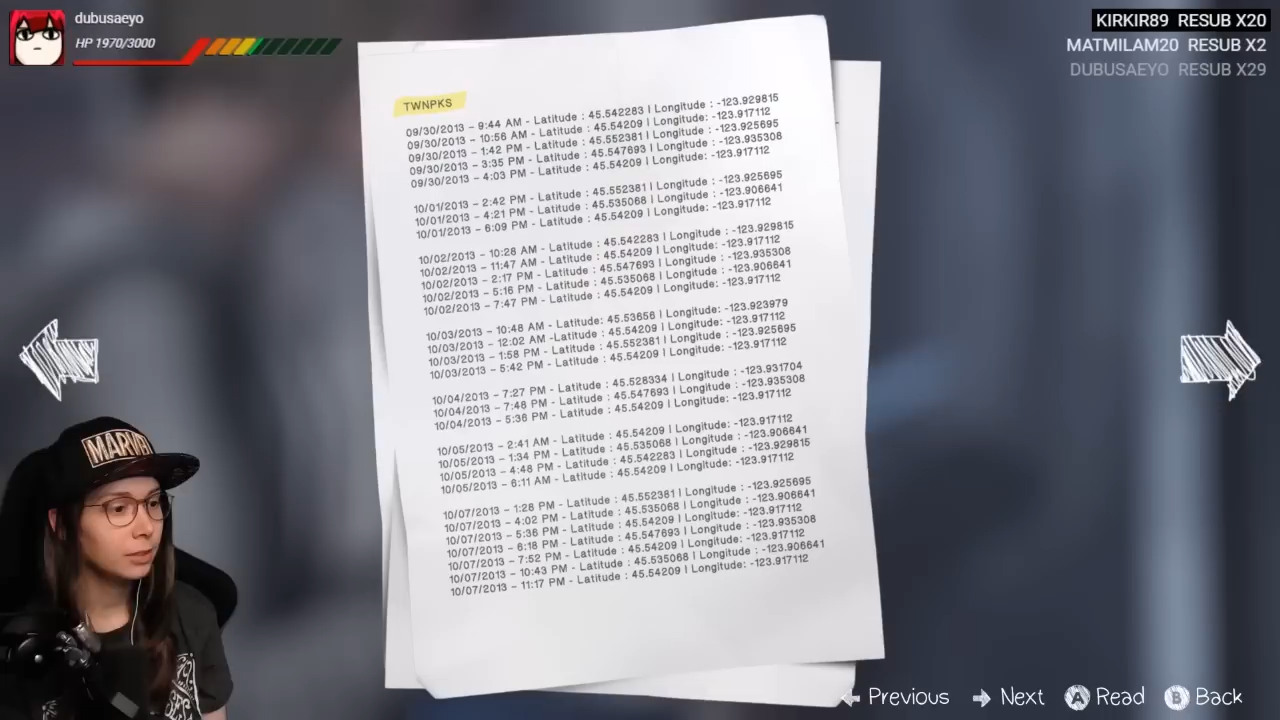 dubusaeyo
HP 1970/3000
KIRKIR89 RESUB X20
MATMILAM20 RESUB X2
DUBUSAEYO RESUB X29
TWNPKS
09/30/2013 - 9:44 AM - Latitude : 45.542283 | Longitude : -123.929815
09/30/2013 - 10:56 AM - Latitude : 45.54209 | Longitude: -123.917112
09/30/2013 - 1:42 PM - Latitude : 45.552381 | Longitude : -123.925695
09/30/2013 - 3:35 PM - Latitude : 45.547693 | Longitude : -123.935308
09/30/2013 - 4:03 PM - Latitude : 45.54209 | Longitude: -123.917112
10/01/2013 - 2:42 PM - Latitude : 45.552381 | Longitude : -123.925695
10/01/2013 - 4:21 PM - Latitude : 45.535068 | Longitude : -123.906641
10/01/2013 - 6:09 PM - Latitude : 45.54209 | Longitude: -123.917112
10/02/2013 - 10:28 AM - Latitude : 45.542283 | Longitude : -123.929815
10/02/2013 - 11:47 AM - Latitude : 45.54209 | Longitude: -123.917112
10/02/2013 - 2:17 PM - Latitude : 45.547693 | Longitude : -123.935308
10/02/2013 - 5:16 PM - Latitude : 45.535068 | Longitude : -123.906641
10/02/2013 - 7:47 PM - Latitude : 45.54209 | Longitude: -123.917112
10/03/2013 - 10:48 AM - Latitude: 45.53656 | Longitude: -123.923979
10/03/2013 - 12:02 AM -Latitude : 45.54209 | Longitude: -123.917112
10/03/2013 - 1:58 PM - Latitude : 45.552381 | Longitude : -123.925695
10/03/2013 - 5:42 PM - Latitude : 45.54209 | Longitude: -123.917112
10/04/2013 - 7:27 PM - Latitude : 45.528334 | Longitude : -123.931704
10/04/2013 - 7:48 PM - Latitude : 45.547693 | Longitude : -123.935308
10/04/2013 - 5:36 PM - Latitude : 45.54209 | Longitude: -123.917112
10/05/2013 - 2:41 AM - Latitude : 45.54209 | Longitude: -123.917112
10/05/2013 - 1:34 PM - Latitude : 45.535068 | Longitude : -123.906641
10/05/2013 - 4:48 PM - Latitude : 45.542283 | Longitude : -123.929815
10/05/2013 - 6:11 AM - Latitude : 45.54209 | Longitude: -123.917112
10/07/2013 - 1:28 PM - Latitude : 45.552381 | Longitude : -123.925695
10/07/2013 - 4:02 PM - Latitude : 45.535068 | Longitude : -123.906641
10/07/2013 - 5:36 PM - Latitude : 45.54209 | Longitude: -123.917112
10/07/2013 - 6:18 PM - Latitude : 45.547693 | Longitude : -123.935308
10/07/2013 - 7:52 PM - Latitude : 45.54209 | Longitude: -123.917112
10/07/2013 - 10:43 PM - Latitude : 45.535068 | Longitude : -123.906641
10/07/2013 - 11:17 PM - Latitude : 45.54209 | Longitude: -123.917112
MARVEL
Previous
Next
A Read
B Back